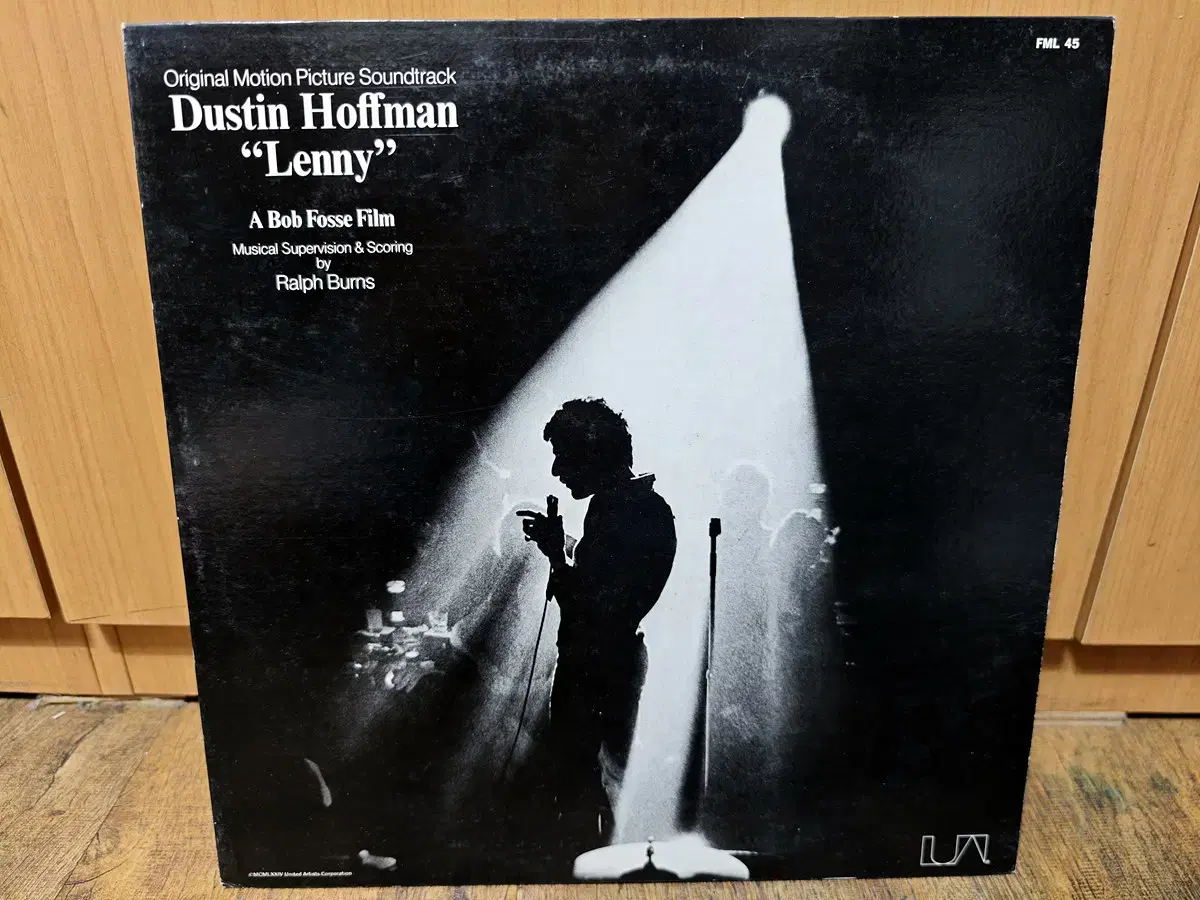 FML 45
Original Motion Picture Soundtrack
Dustin Hoffman
“Lenny”
A Bob Fosse Film
Musical Supervision & Scoring
by
Ralph Burns
UA
©MCMLXXIV United Artists Corporation